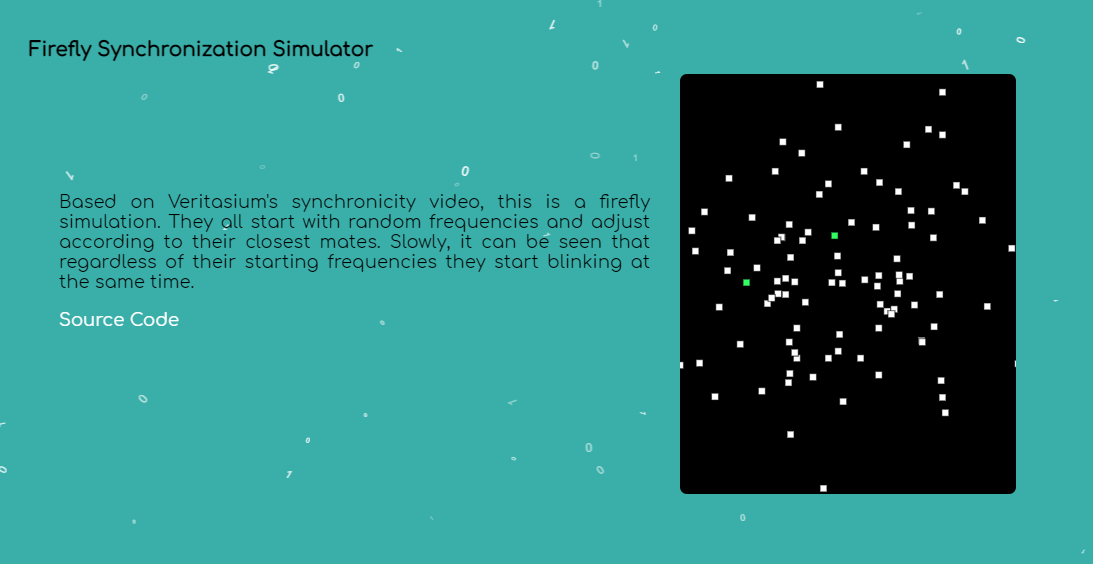 Firefly Synchronization Simulator
Based on Veritasium's synchronicity video, this is a firefly
simulation. They all start with random frequencies and adjust
according to their closest mates. Slowly, it can be seen that
regardless of their starting frequencies they start blinking at
the same time.
Source Code